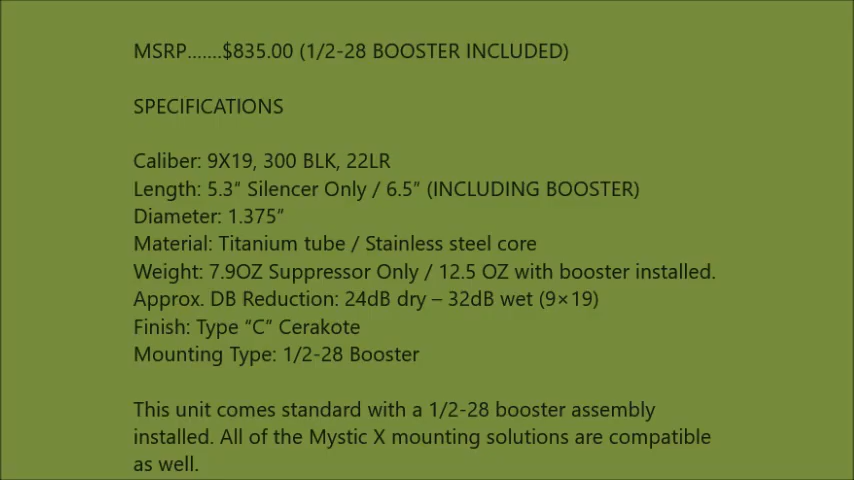 MSRP.......$835.00 (1/2-28 BOOSTER INCLUDED)
SPECIFICATIONS
Caliber: 9X19, 300 BLK, 22LR
Length: 5.3” Silencer Only / 6.5” (INCLUDING BOOSTER)
Diameter: 1.375”
Material: Titanium tube / Stainless steel core
Weight: 7.9OZ Suppressor Only / 12.5 OZ with booster installed.
Approx. DB Reduction: 24dB dry – 32dB wet (9×19)
Finish: Type “C” Cerakote
Mounting Type: 1/2-28 Booster
This unit comes standard with a 1/2-28 booster assembly
installed. All of the Mystic X mounting solutions are compatible
as well.